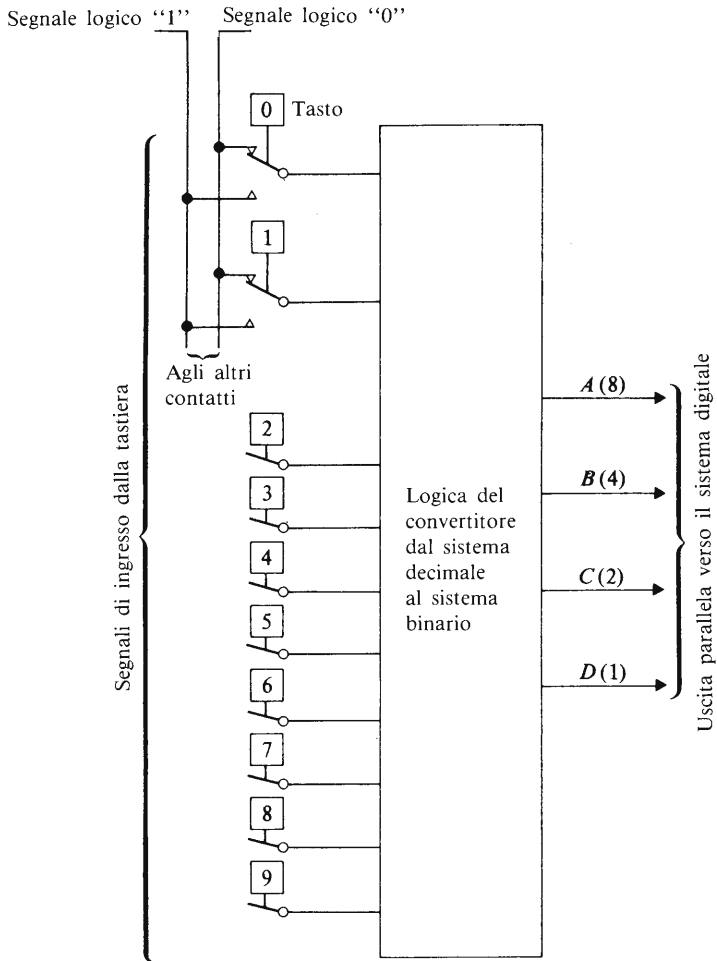 Segnale logico “1”
Segnale logico “0”
0 Tasto
1
Agli altri
contatti
2
3
4
5
6
7
8
9
Segnali di ingresso dalla tastiera
Logica del
convertitore
dal sistema
decimale
al sistema
binario
A (8)
B (4)
C (2)
D (1)
Uscita parallela verso il sistema digitale